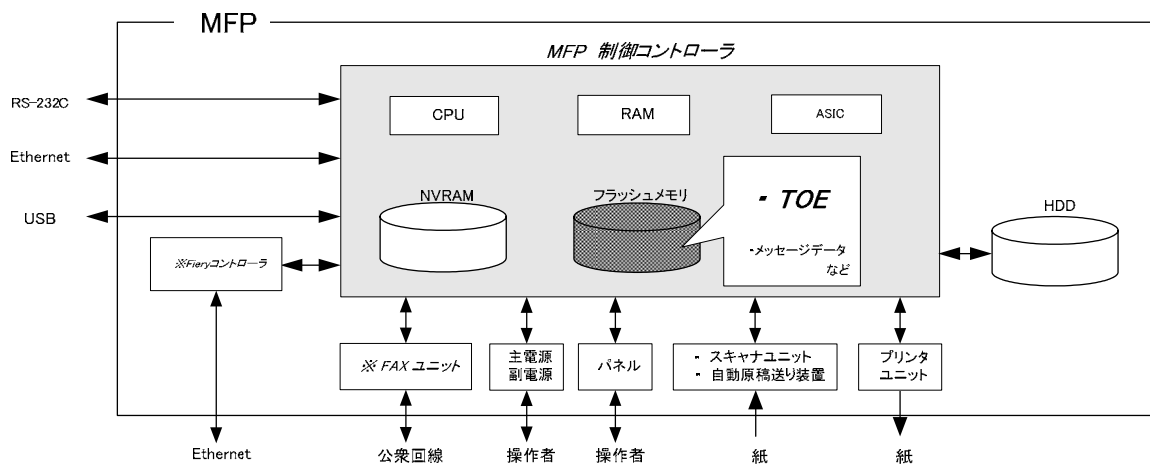 MFP
MFP 制御コントローラ
RS-232C
CPU
RAM
ASIC
Ethernet
NVRAM
フラッシュメモリ
・ TOE
USB
HDD
・メッセージデータ
など
※Fieryコントローラ
※ FAX ユニット
主電源
副電源
パネル
・ スキャナユニット
・ 自動原稿送り装置
プリンタ
ユニット
Ethernet
公衆回線
操作者
操作者
紙
紙